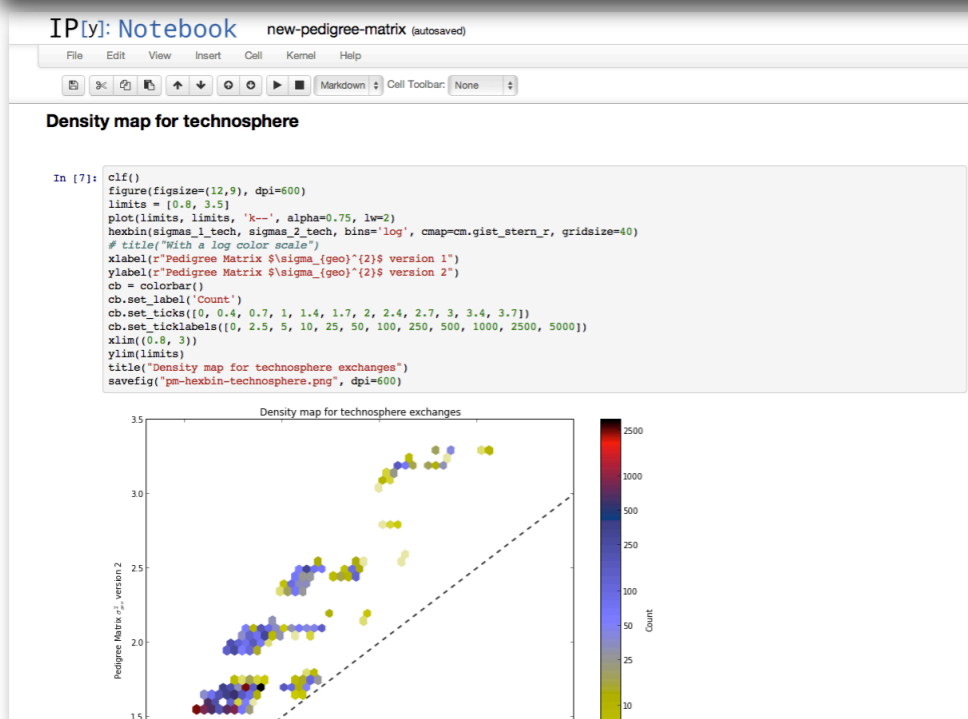 IP[y]: Notebook new-pedigree-matrix (autosaved)
File Edit View Insert Cell Kernel Help
Markdown Cell Toolbar: None
Density map for technosphere
In [7]: clf()
figure(figsize=(12,9), dpi=600)
limits = [0.8, 3.5]
plot(limits, limits, 'k--', alpha=0.75, lw=2)
hexbin(sigmas_1_tech, sigmas_2_tech, bins='log', cmap=cm.gist_stern_r, gridsize=40)
# title("With a log color scale")
xlabel(r"Pedigree Matrix $\sigma_{geo}^{2}$ version 1")
ylabel(r"Pedigree Matrix $\sigma_{geo}^{2}$ version 2")
cb = colorbar()
cb.set_label('Count')
cb.set_ticks([0, 0.4, 0.7, 1, 1.4, 1.7, 2, 2.4, 2.7, 3, 3.4, 3.7])
cb.set_ticklabels([0, 2.5, 5, 10, 25, 50, 100, 250, 500, 1000, 2500, 5000])
xlim((0.8, 3))
ylim(limits)
title("Density map for technosphere exchanges")
savefig("pm-hexbin-technosphere.png", dpi=600)
Density map for technosphere exchanges
3.5
3.0
2.5
2.0
1.5
Pedigree Matrix σ²geo version 2
2500
1000
500
250
100
50
25
10
Count